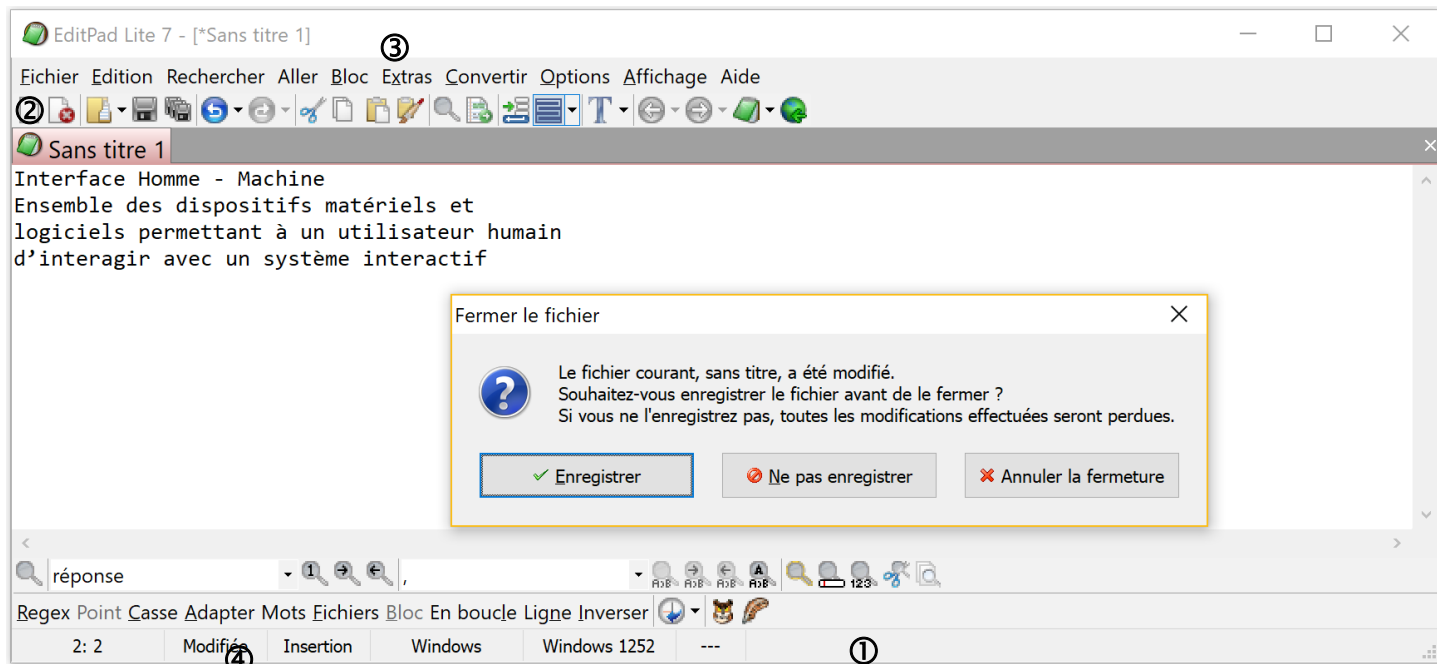 EditPad Lite 7 - [*Sans titre 1]
③
Fichier Edition Rechercher Aller Bloc Extras Convertir Options Affichage Aide
②
Sans titre 1
Interface Homme - Machine
Ensemble des dispositifs matériels et
logiciels permettant à un utilisateur humain
d’interagir avec un système interactif
Fermer le fichier
Le fichier courant, sans titre, a été modifié.
Souhaitez-vous enregistrer le fichier avant de le fermer ?
Si vous ne l'enregistrez pas, toutes les modifications effectuées seront perdues.
Enregistrer Ne pas enregistrer Annuler la fermeture
réponse ,
Regex Point Casse Adapter Mots Fichiers Bloc En boucle Ligne Inverser
2: 2 Modifiée Insertion Windows Windows 1252 --- ①
④